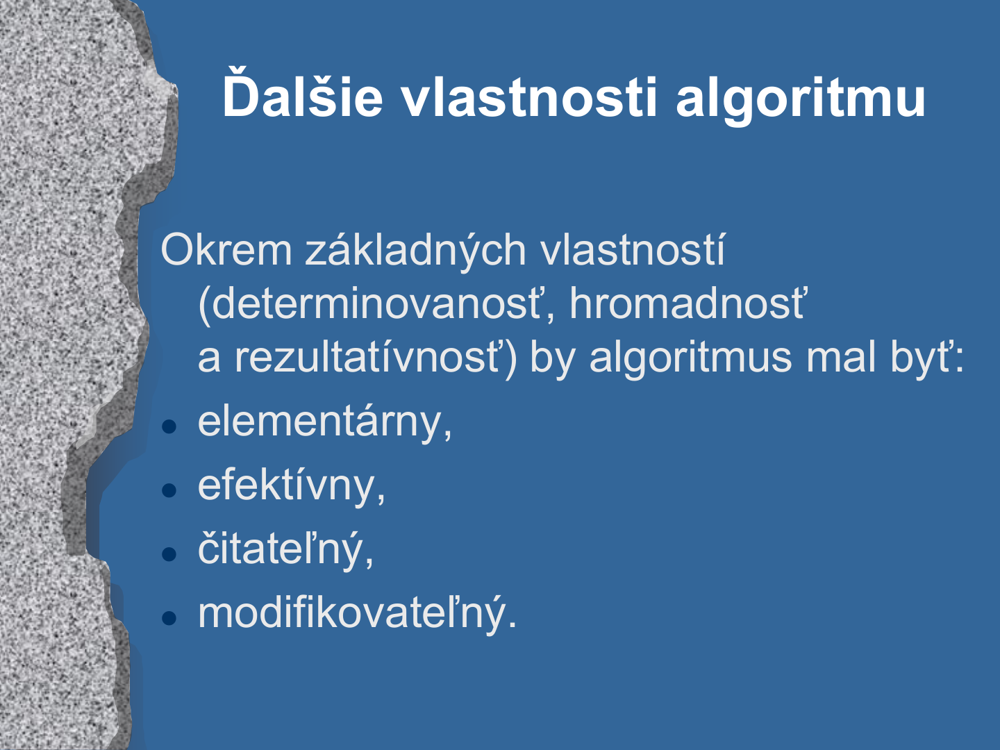 Ďalšie vlastnosti algoritmu
Okrem základných vlastností
(determinovanosť, hromadnosť
a rezultatívnosť) by algoritmus mal byť:
● elementárny,
● efektívny,
● čitateľný,
● modifikovateľný.